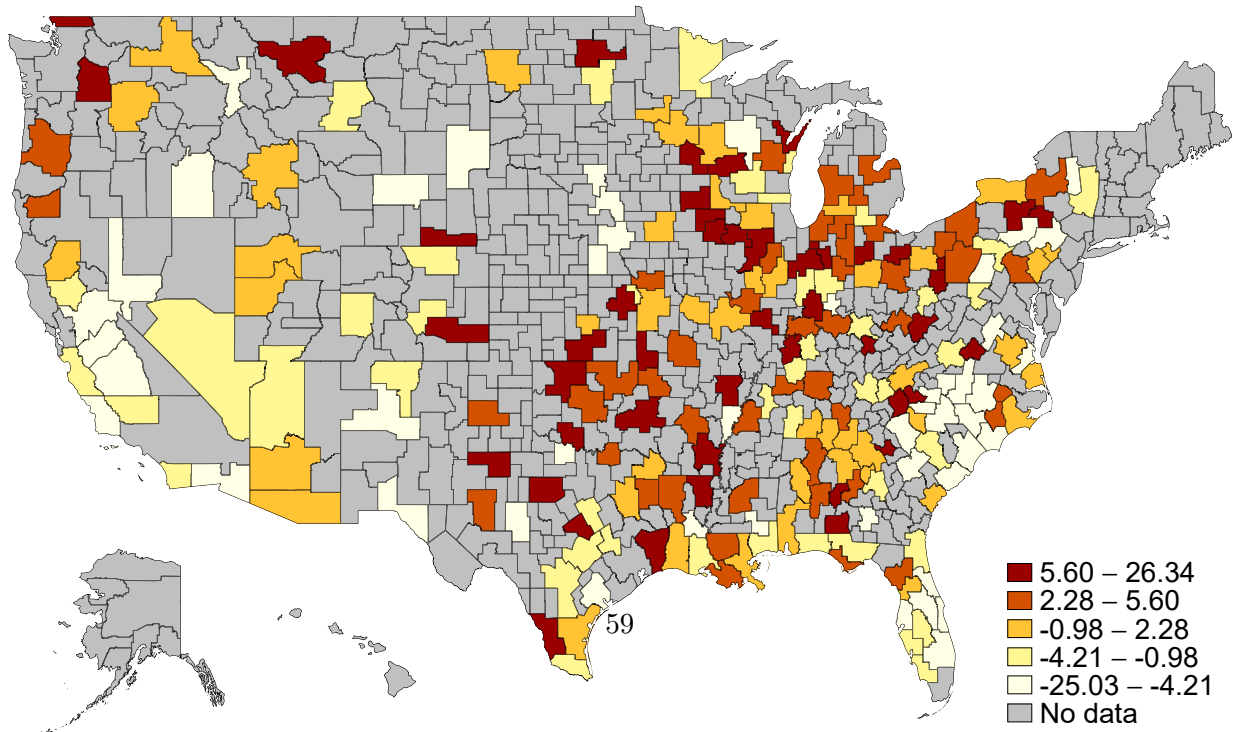 59
5.60 – 26.34
2.28 – 5.60
-0.98 – 2.28
-4.21 – -0.98
-25.03 – -4.21
No data